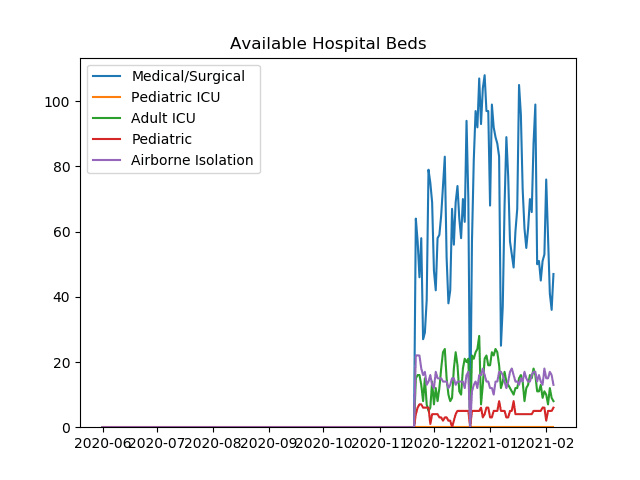 Available Hospital Beds
Medical/Surgical
Pediatric ICU
Adult ICU
Pediatric
Airborne Isolation
100
80
60
40
20
0
2020-06 2020-07 2020-08 2020-09 2020-10 2020-11 2020-12 2021-01 2021-02